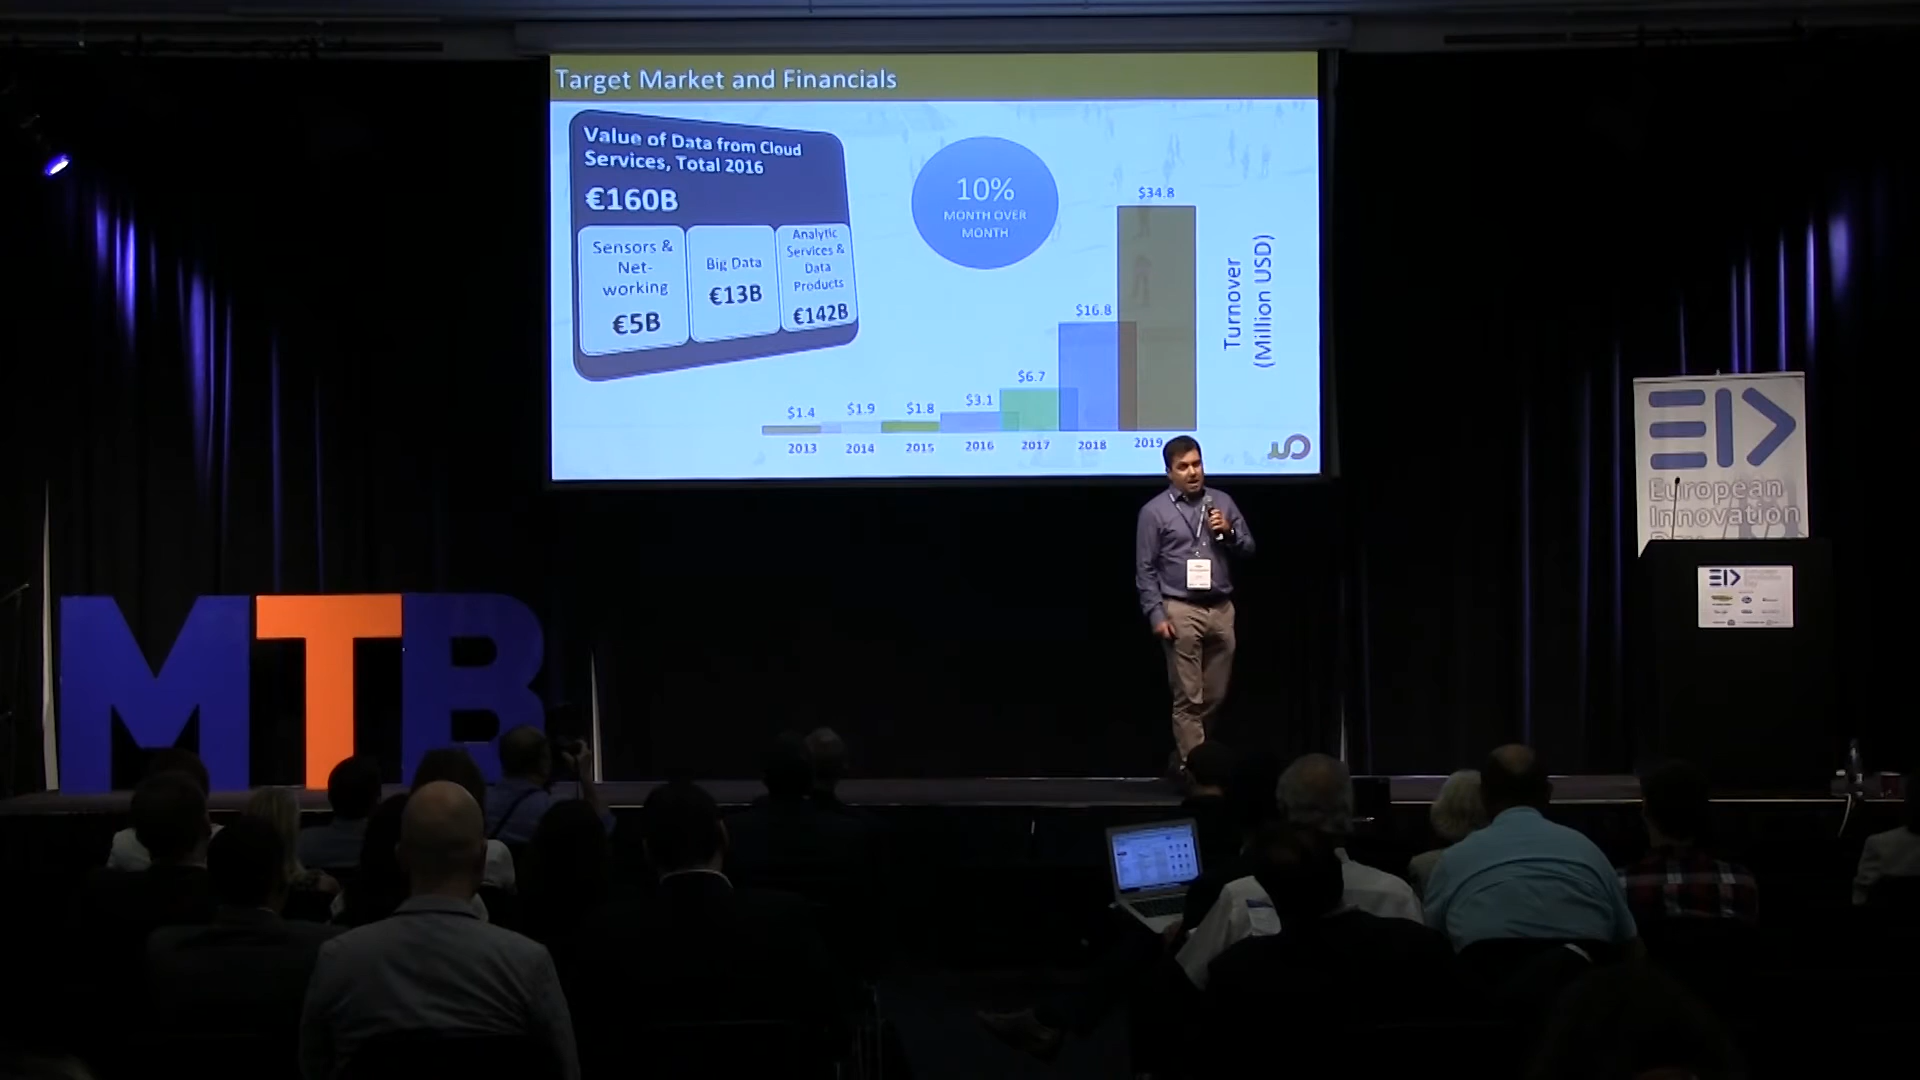 Target Market and Financials
Value of Data from Cloud
Services, Total 2016
€160B
Sensors &
Net-
working
€5B
Big Data
€13B
Analytic
Services &
Data
Products
€142B
10%
MONTH OVER
MONTH
$1.4
$1.9
$1.8
$3.1
$6.7
$16.8
$34.8
2013
2014
2015
2016
2017
2018
2019
Turnover
(Million USD)
European
Innovation
MTB